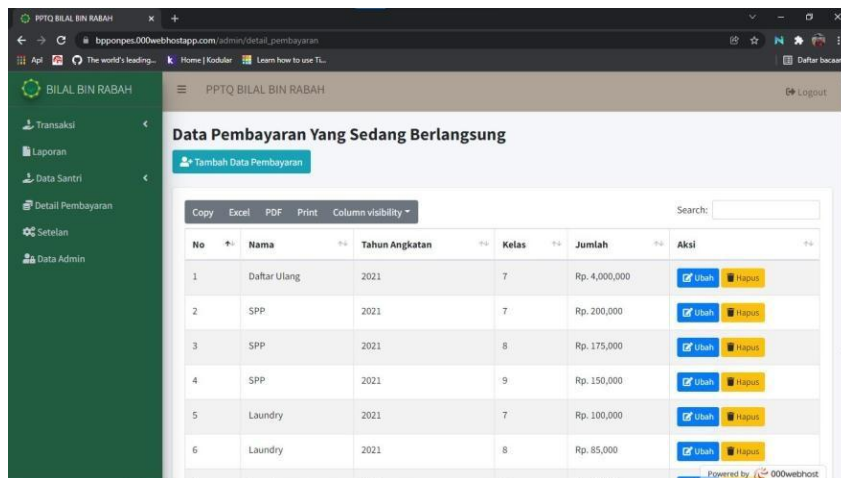 PPTQ BILAL BIN RABAH
bpponpes.000webhostapp.com/admin/detail_pembayaran
Api The world's leading... Home | Kodular Learn how to use Ti... Daftar bacaan
BILAL BIN RABAH PPTQ BILAL BIN RABAH Logout
Transaksi
Laporan
Data Santri
Detail Pembayaran
Setelan
Data Admin
Data Pembayaran Yang Sedang Berlangsung
Tambah Data Pembayaran
Copy Excel PDF Print Column visibility Search:
No Nama Tahun Angkatan Kelas Jumlah Aksi
1 Daftar Ulang 2021 7 Rp. 4,000,000 Ubah Hapus
2 SPP 2021 7 Rp. 200,000 Ubah Hapus
3 SPP 2021 8 Rp. 175,000 Ubah Hapus
4 SPP 2021 9 Rp. 150,000 Ubah Hapus
5 Laundry 2021 7 Rp. 100,000 Ubah Hapus
6 Laundry 2021 8 Rp. 85,000 Ubah Hapus
Powered by 000webhost